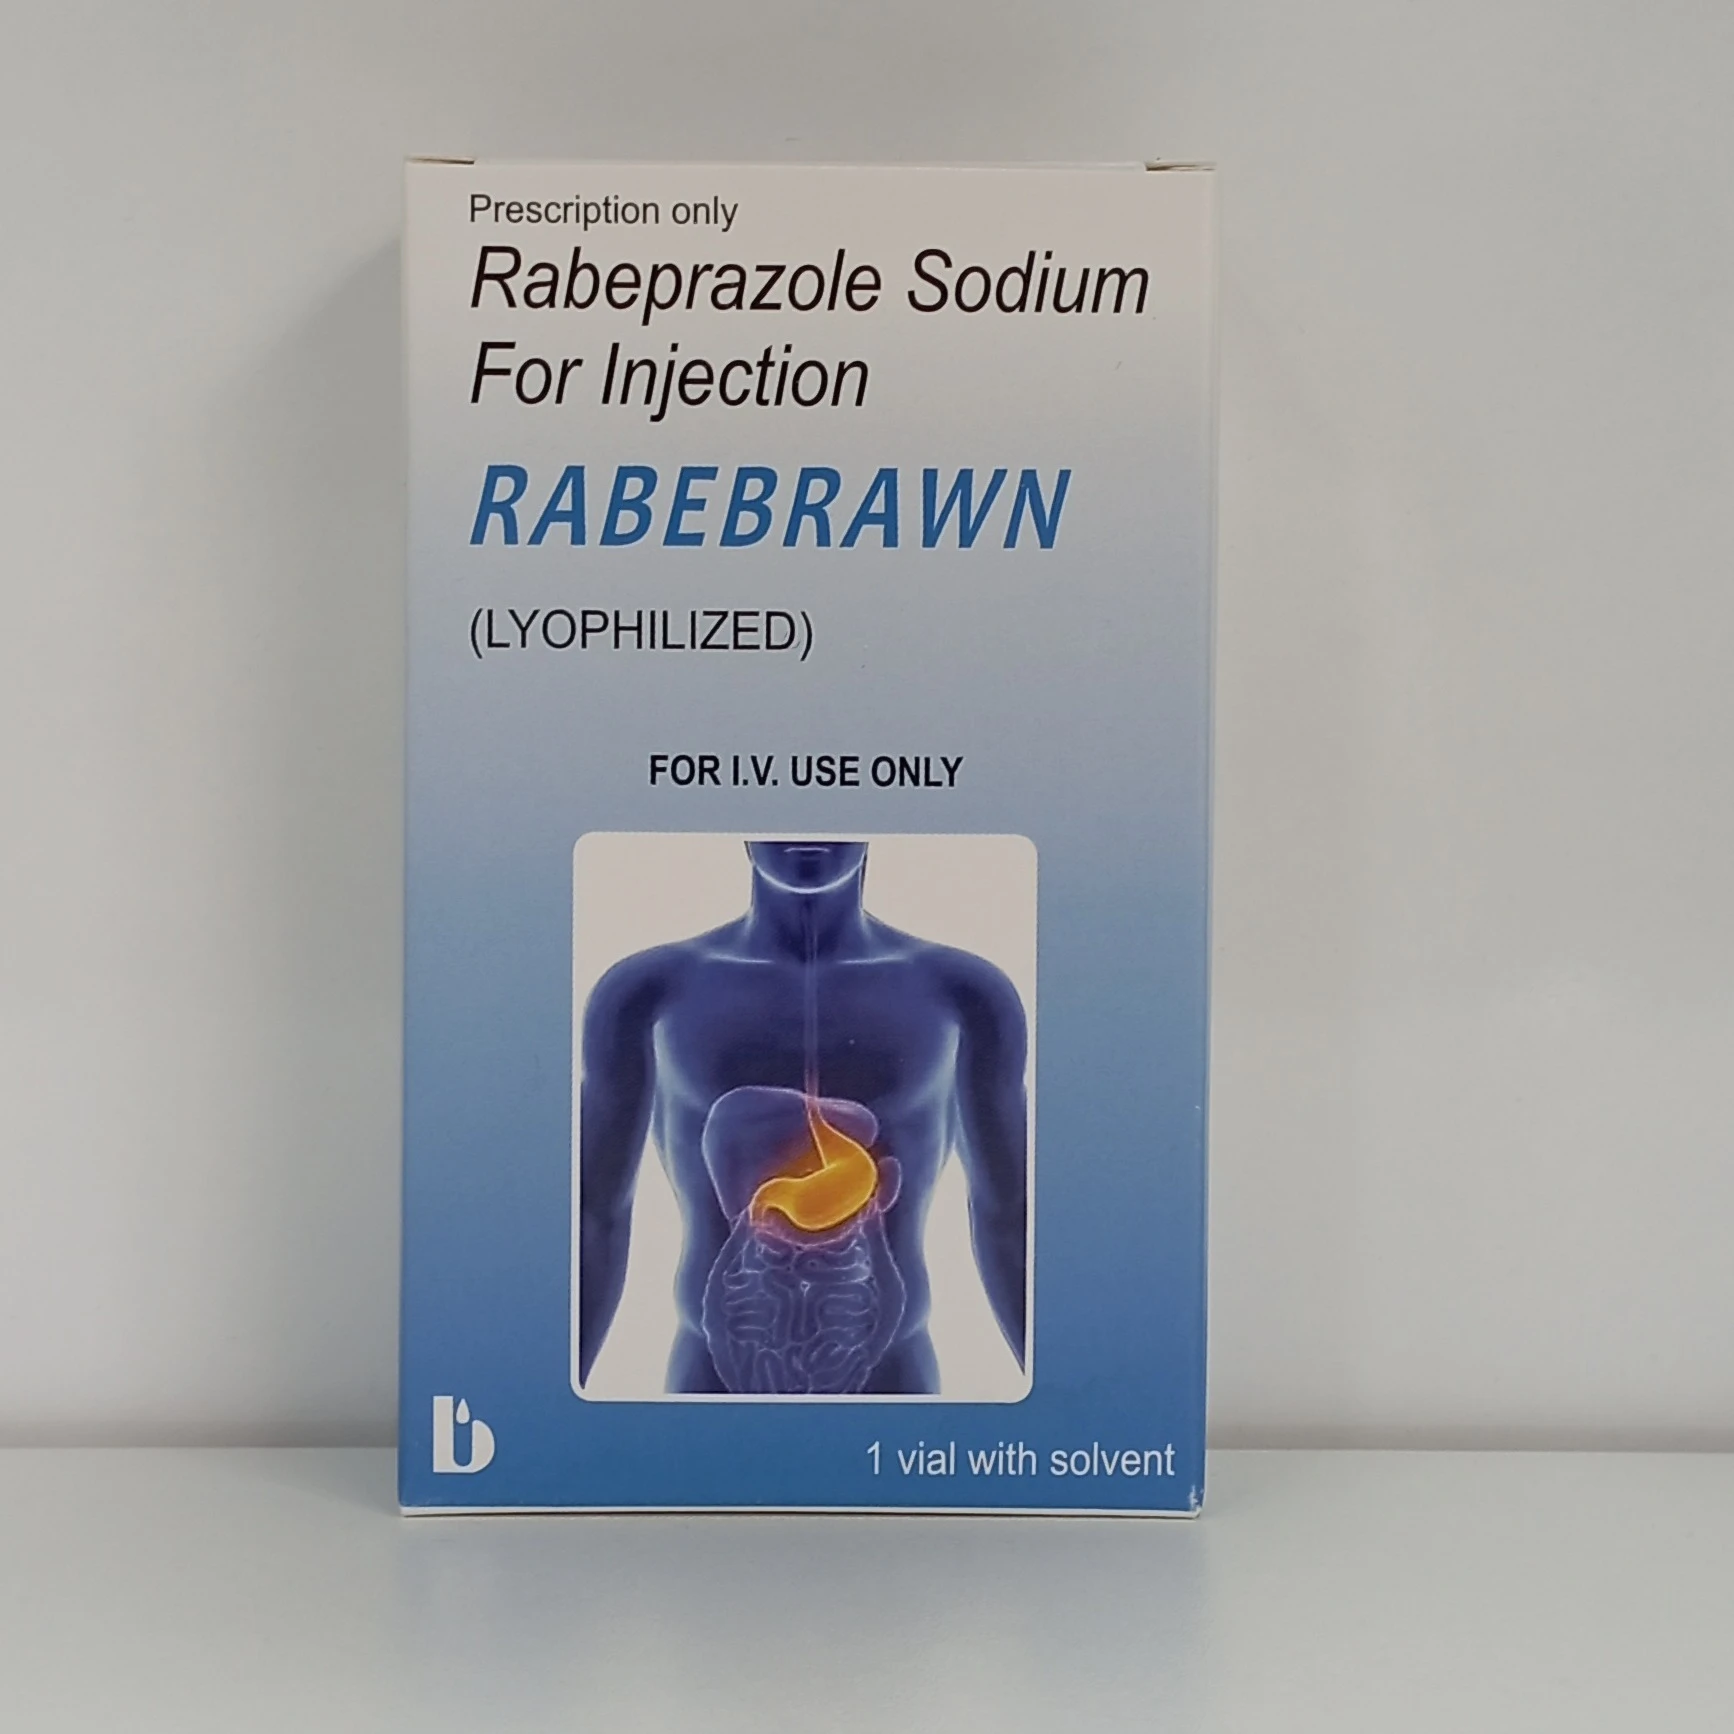 Prescription only
Rabeprazole Sodium
For Injection
RABEBRAWN
(LYOPHILIZED)
FOR I.V. USE ONLY
1 vial with solvent